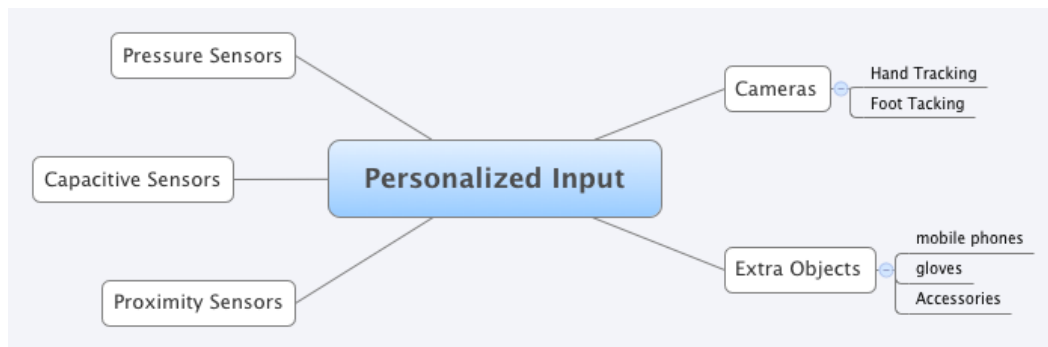 Pressure Sensors
Capacitive Sensors
Proximity Sensors
Personalized Input
Cameras
Hand Tracking
Foot Tacking
Extra Objects
mobile phones
gloves
Accessories